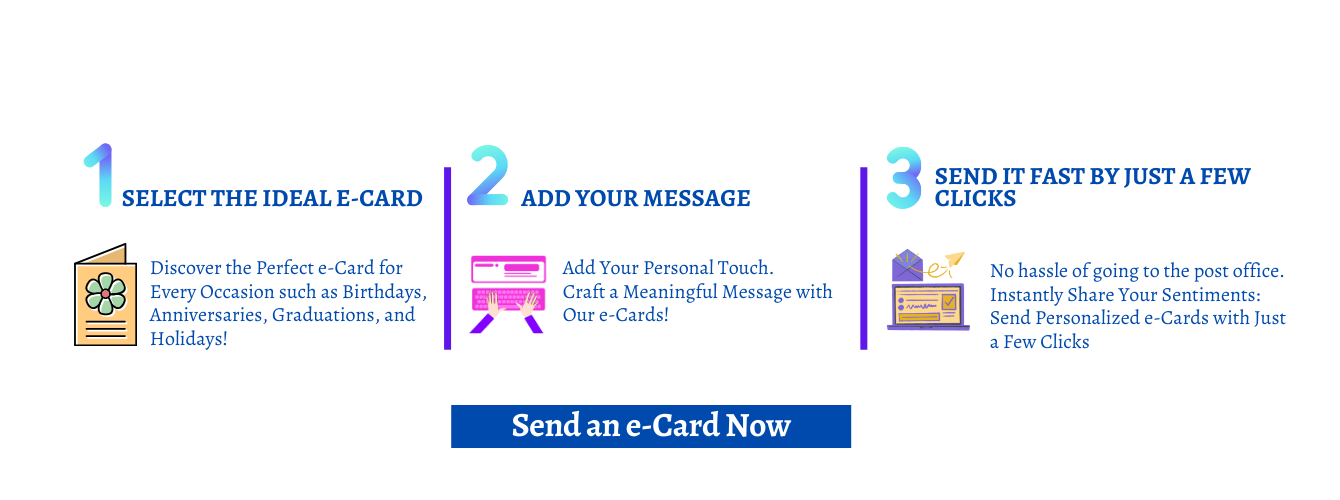 1
SELECT THE IDEAL E-CARD
Discover the Perfect e-Card for
Every Occasion such as Birthdays,
Anniversaries, Graduations, and
Holidays!
2
ADD YOUR MESSAGE
Add Your Personal Touch.
Craft a Meaningful Message with
Our e-Cards!
3
SEND IT FAST BY JUST A FEW
CLICKS
No hassle of going to the post office.
Instantly Share Your Sentiments:
Send Personalized e-Cards with Just
a Few Clicks
Send an e-Card Now